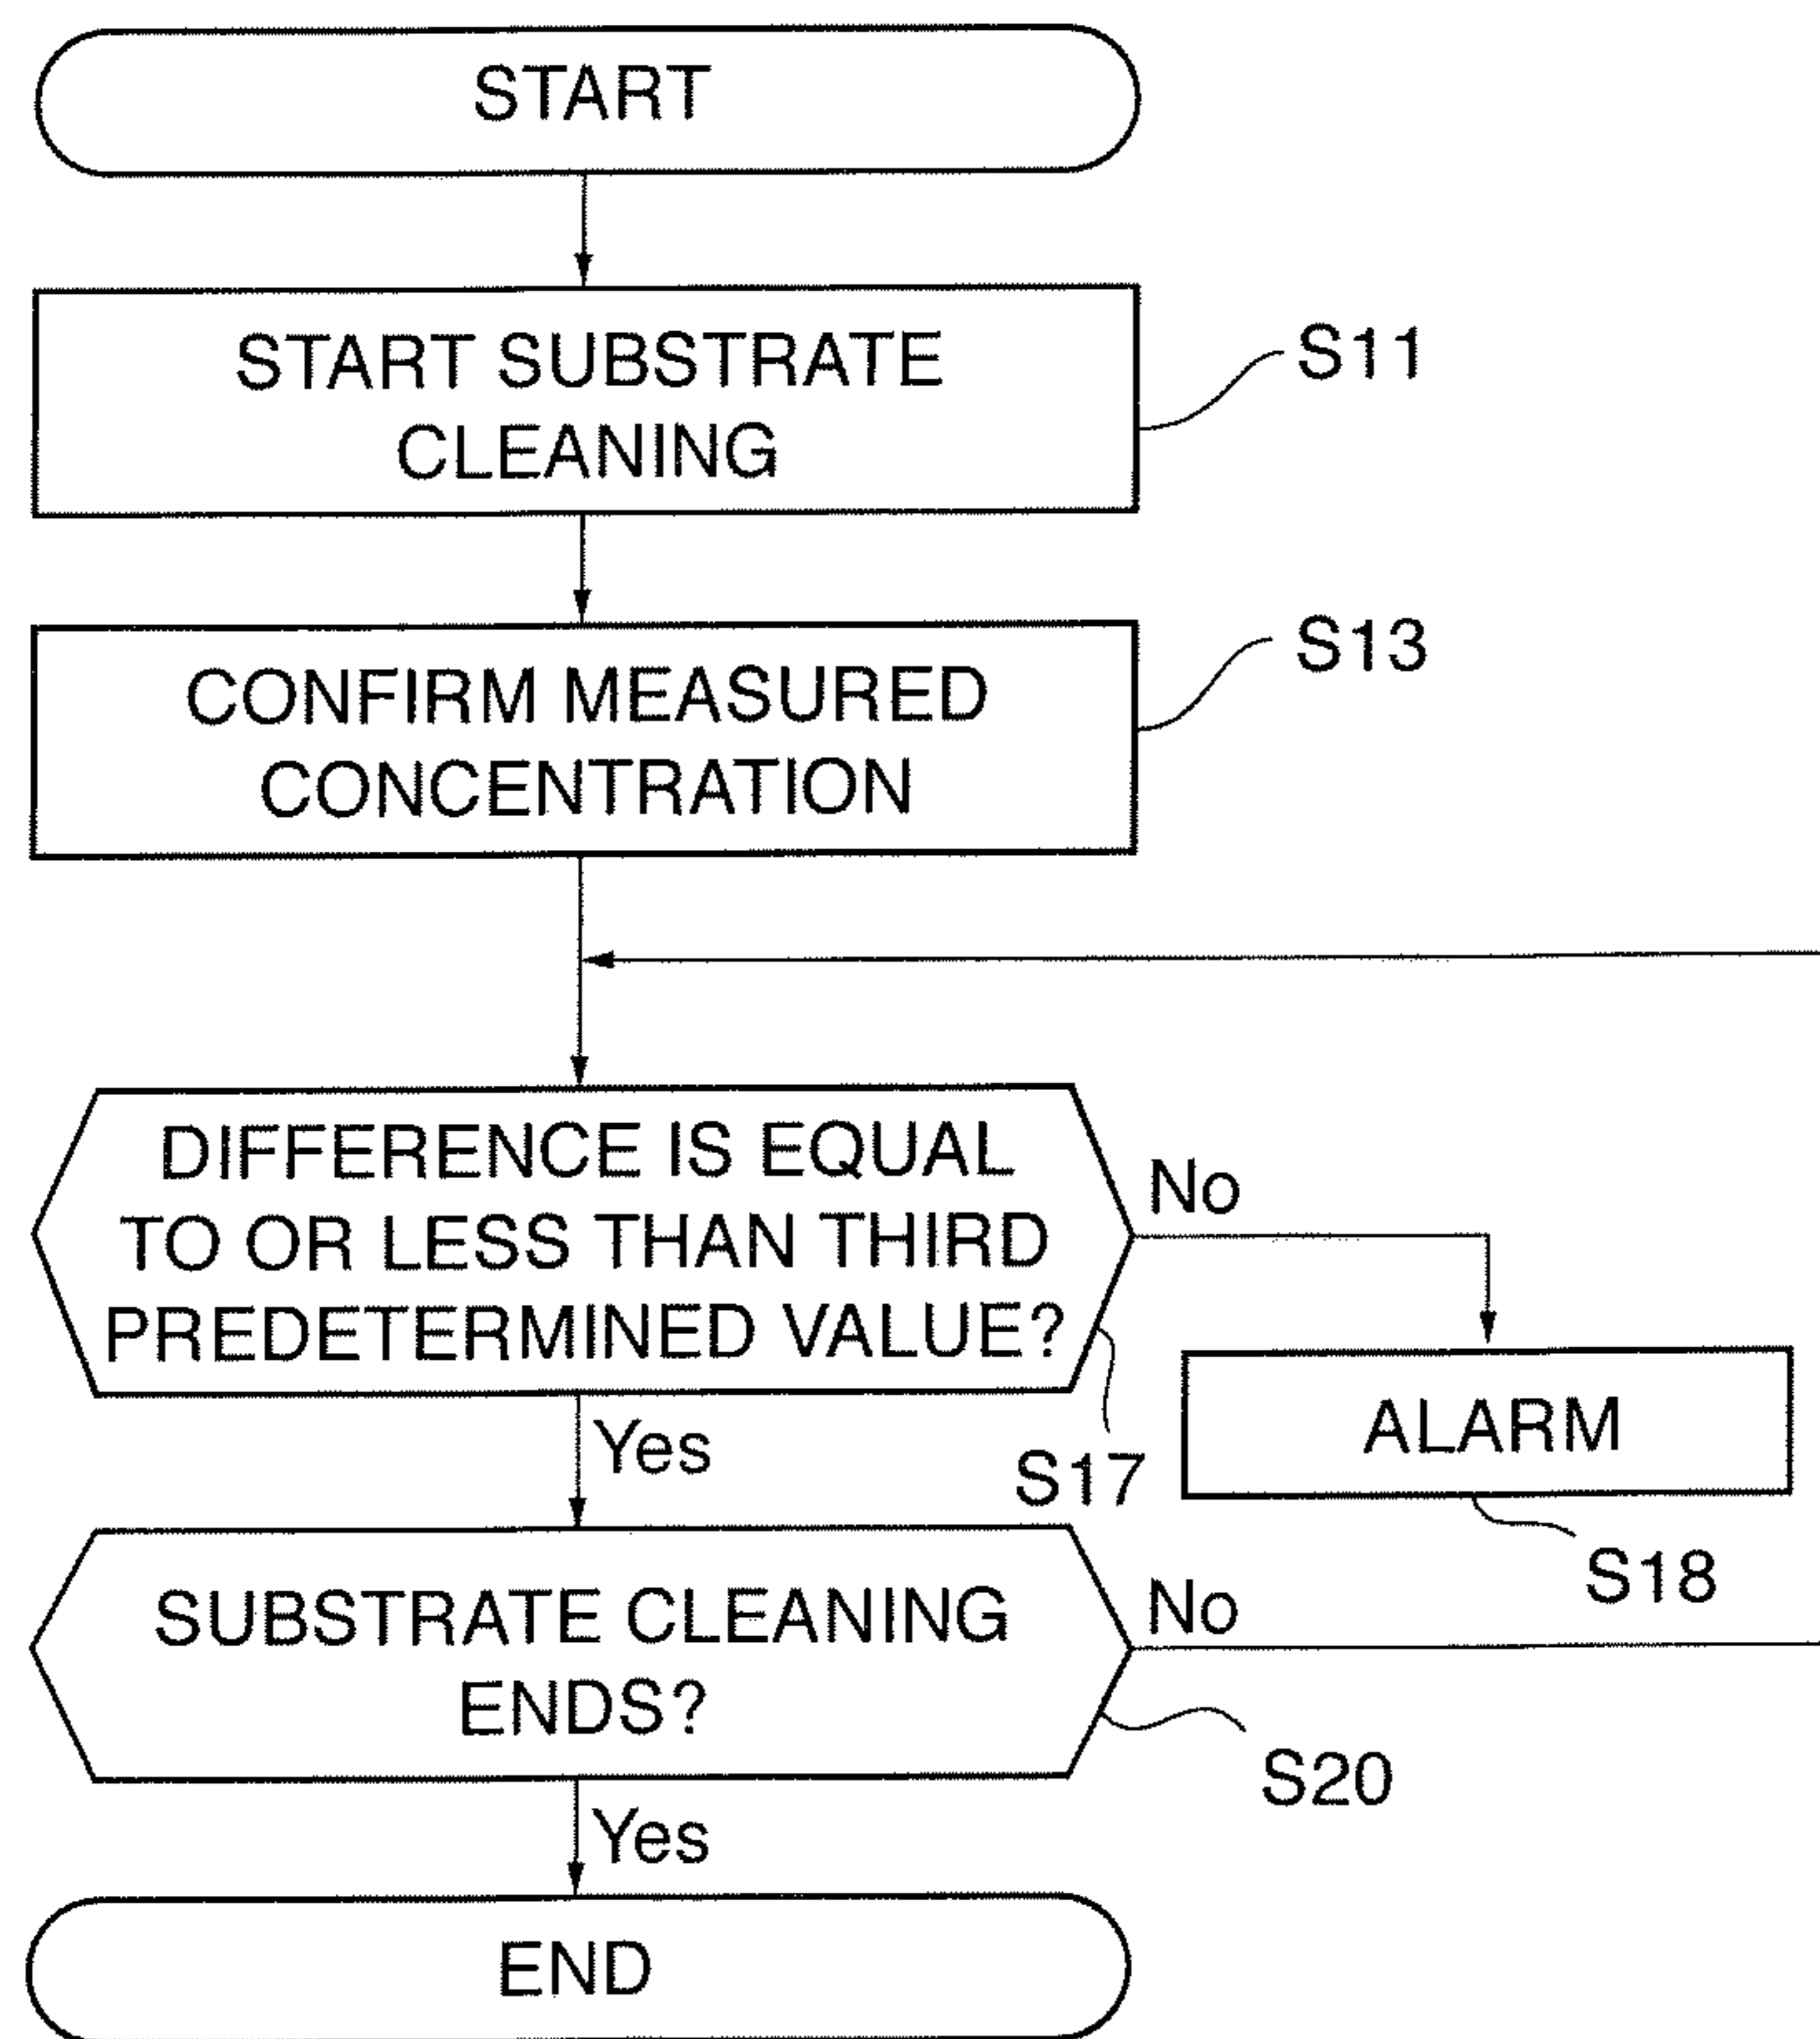 START
START SUBSTRATE
CLEANING
S11
CONFIRM MEASURED
CONCENTRATION
S13
DIFFERENCE IS EQUAL
TO OR LESS THAN THIRD
PREDETERMINED VALUE?
No
Yes
S17
ALARM
S18
SUBSTRATE CLEANING
ENDS?
No
S20
Yes
END